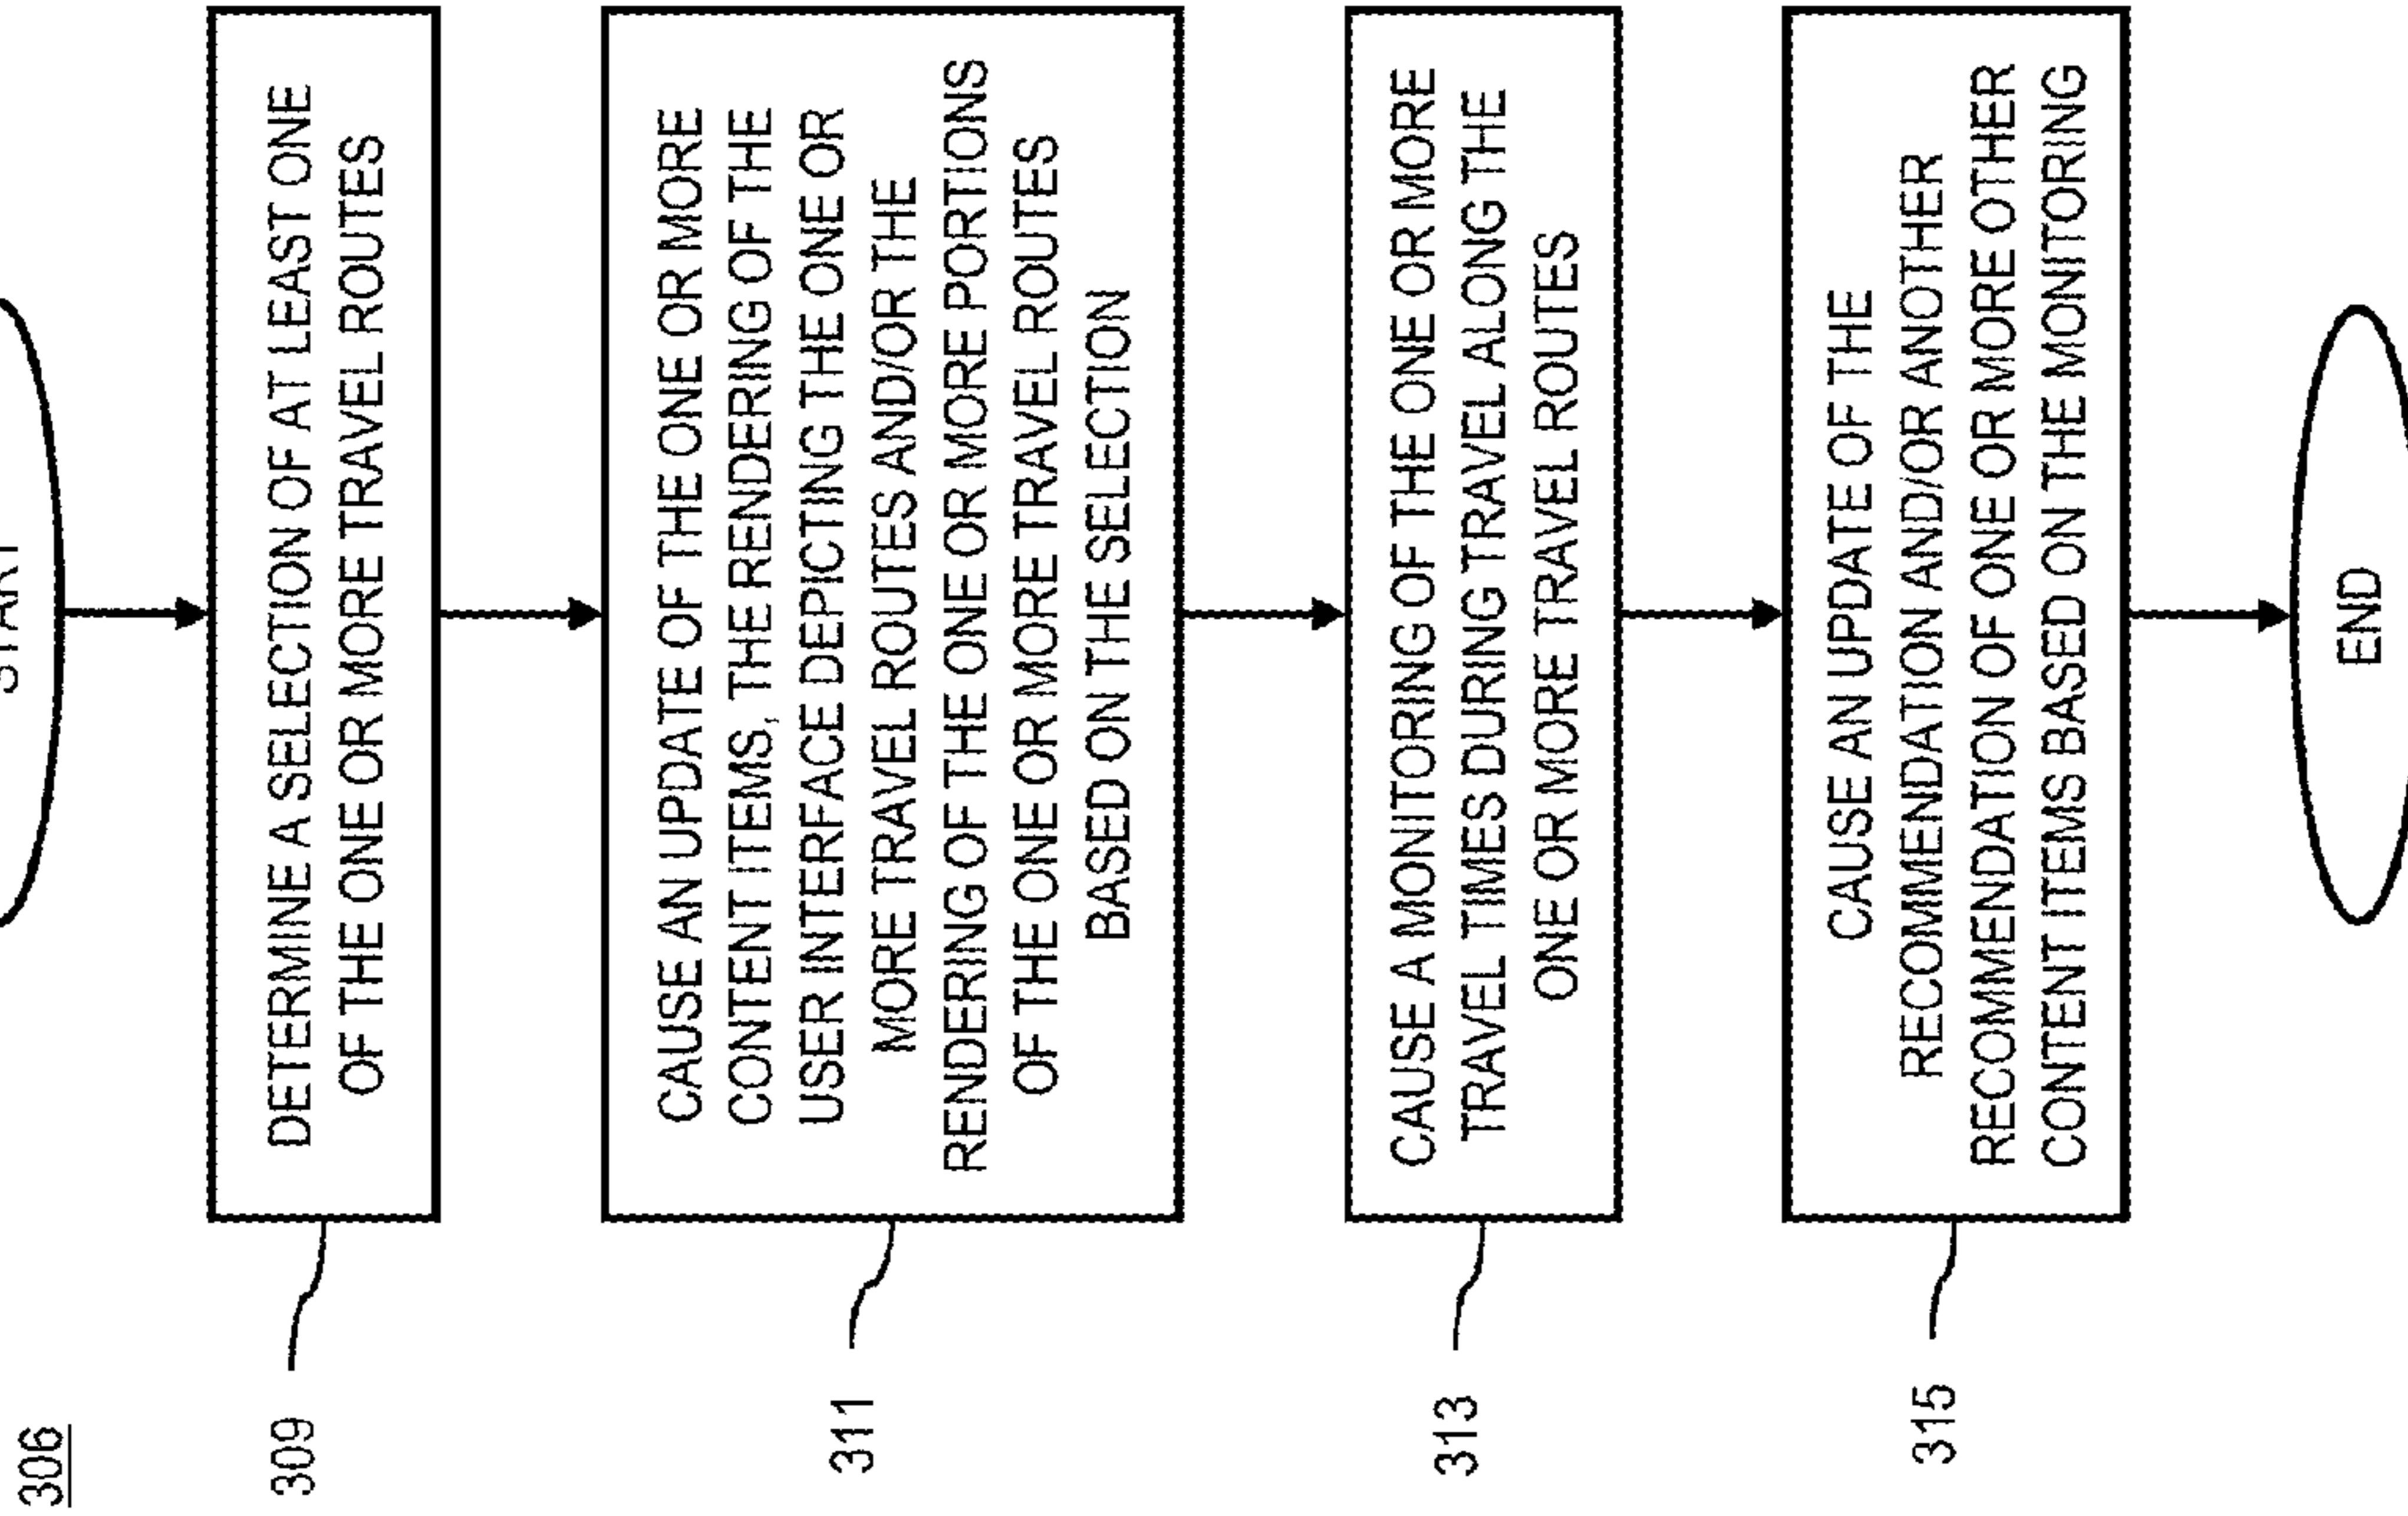 306
START
309
DETERMINE A SELECTION OF AT LEAST ONE
OF THE ONE OR MORE TRAVEL ROUTES
311
CAUSE AN UPDATE OF THE ONE OR MORE
CONTENT ITEMS, THE RENDERING OF THE
USER INTERFACE DEPICTING THE ONE OR
MORE TRAVEL ROUTES AND/OR THE
RENDERING OF THE ONE OR MORE PORTIONS
OF THE ONE OR MORE TRAVEL ROUTES
BASED ON THE SELECTION
313
CAUSE A MONITORING OF THE ONE OR MORE
TRAVEL TIMES DURING TRAVEL ALONG THE
ONE OR MORE TRAVEL ROUTES
315
CAUSE AN UPDATE OF THE
RECOMMENDATION AND/OR ANOTHER
RECOMMENDATION OF ONE OR MORE OTHER
CONTENT ITEMS BASED ON THE MONITORING
END